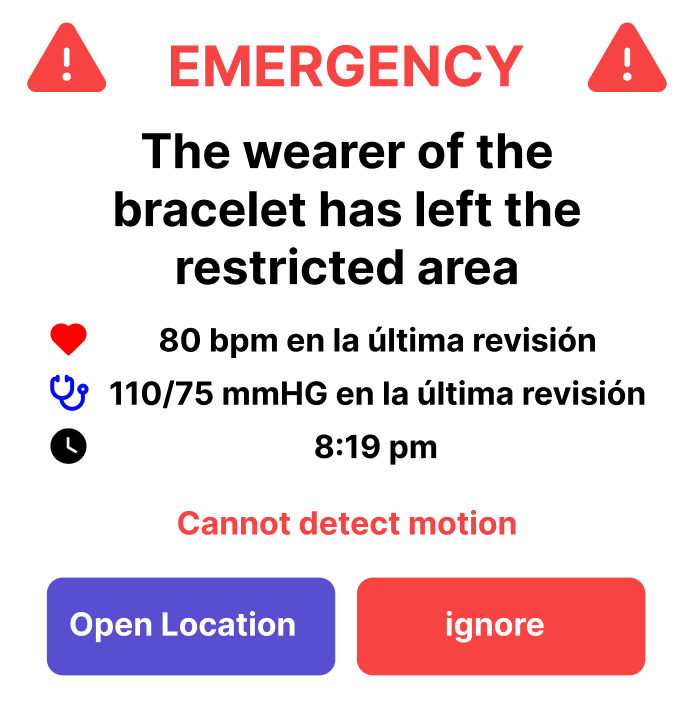 EMERGENCY
The wearer of the
bracelet has left the
restricted area
80 bpm en la última revisión
110/75 mmHG en la última revisión
8:19 pm
Cannot detect motion
Open Location
ignore